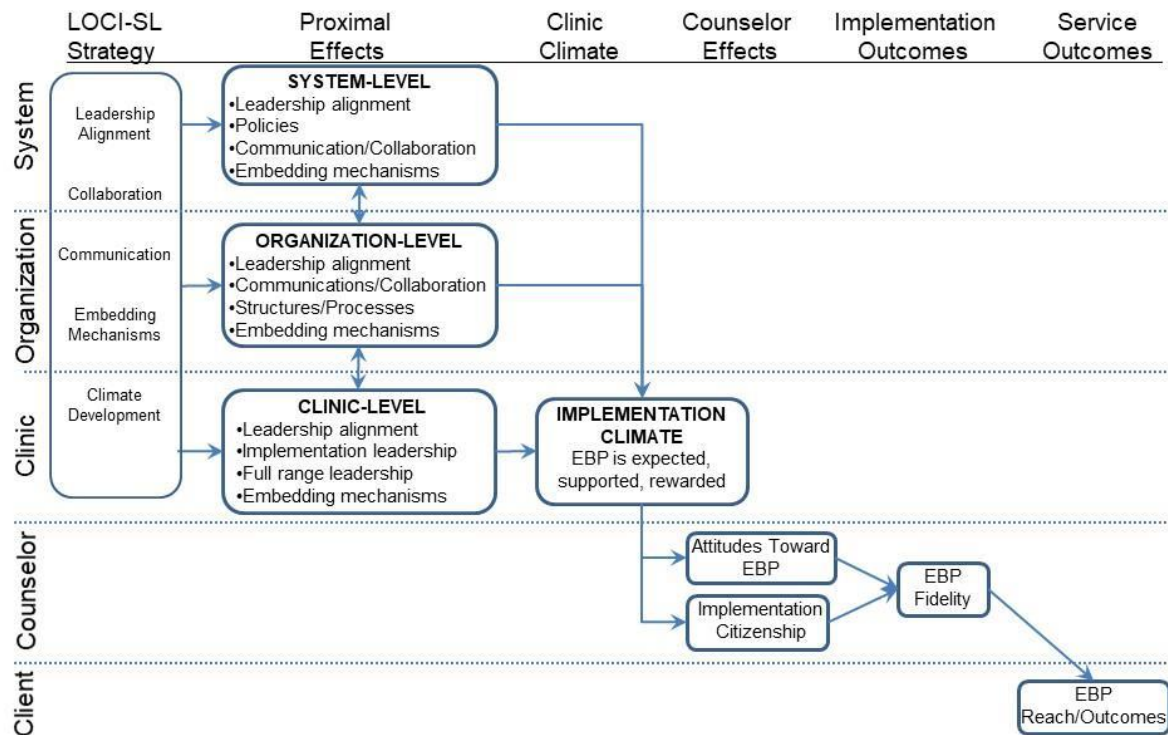 LOCI-SL
Strategy
Proximal
Effects
Clinic
Climate
Counselor
Effects
Implementation
Outcomes
Service
Outcomes
System
Organization
Clinic
Counselor
Client
Leadership
Alignment
Collaboration
Communication
Embedding
Mechanisms
Climate
Development
SYSTEM-LEVEL
•Leadership alignment
•Policies
•Communication/Collaboration
•Embedding mechanisms
ORGANIZATION-LEVEL
•Leadership alignment
•Communications/Collaboration
•Structures/Processes
•Embedding mechanisms
CLINIC-LEVEL
•Leadership alignment
•Implementation leadership
•Full range leadership
•Embedding mechanisms
IMPLEMENTATION
CLIMATE
EBP is expected,
supported, rewarded
Attitudes Toward
EBP
Implementation
Citizenship
EBP
Fidelity
EBP
Reach/Outcomes